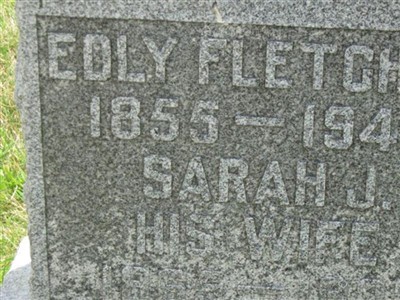 EDLY FLETCH
1855 — 194
SARAH J.
HIS WIFE